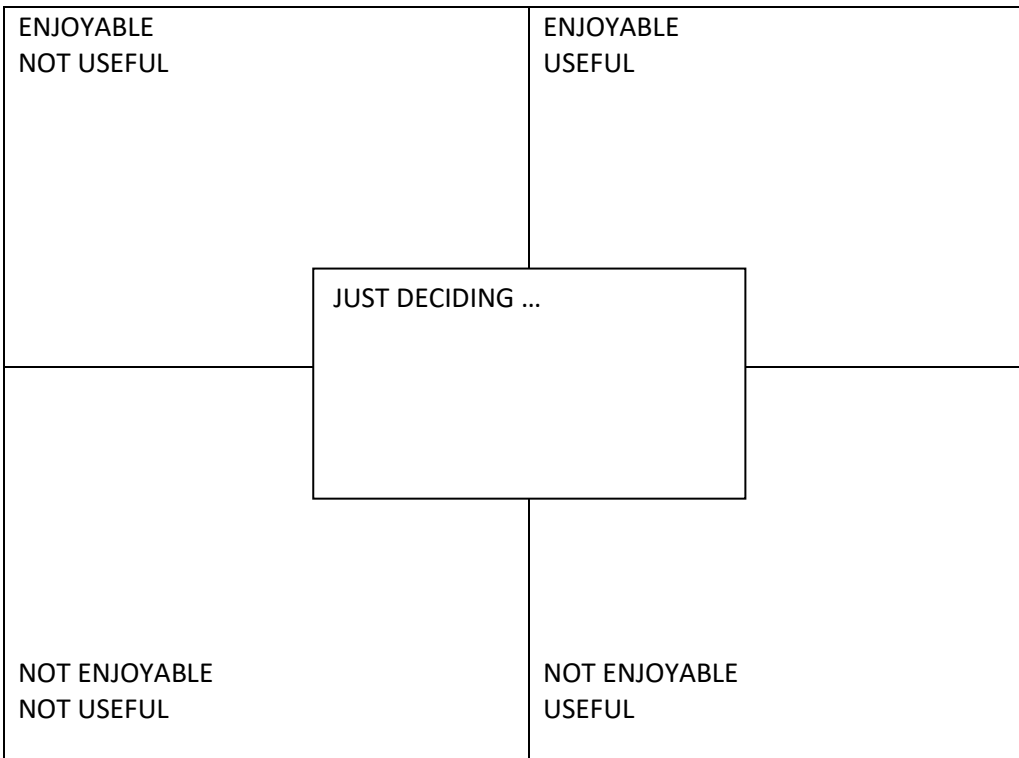 ENJOYABLE
NOT USEFUL
ENJOYABLE
USEFUL
JUST DECIDING …
NOT ENJOYABLE
NOT USEFUL
NOT ENJOYABLE
USEFUL